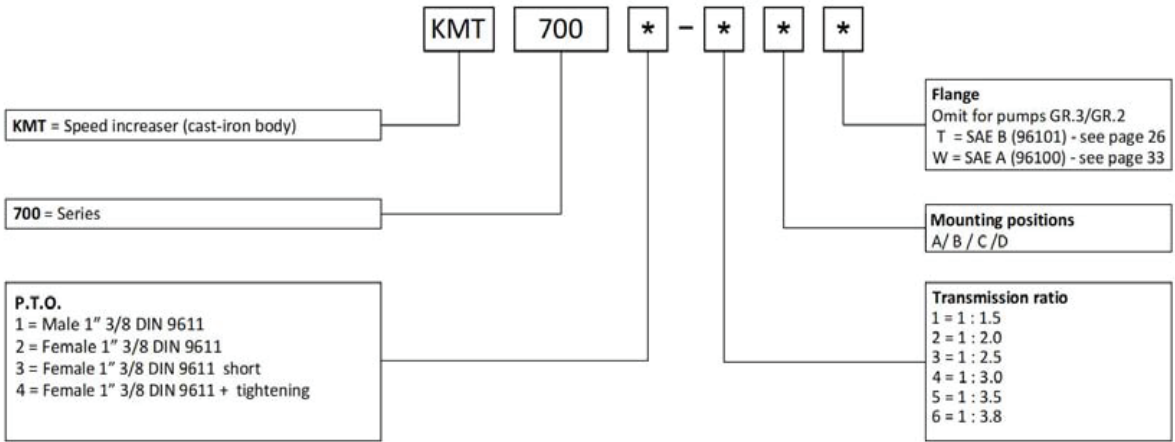 KMT 700 * - * * *
KMT = Speed increaser (cast-iron body)
700 = Series
P.T.O.
1 = Male 1” 3/8 DIN 9611
2 = Female 1” 3/8 DIN 9611
3 = Female 1” 3/8 DIN 9611 short
4 = Female 1” 3/8 DIN 9611 + tightening
Flange
Omit for pumps GR.3/GR.2
T = SAE B (96101) - see page 26
W = SAE A (96100) - see page 33
Mounting positions
A/ B / C /D
Transmission ratio
1 = 1 : 1.5
2 = 1 : 2.0
3 = 1 : 2.5
4 = 1 : 3.0
5 = 1 : 3.5
6 = 1 : 3.8